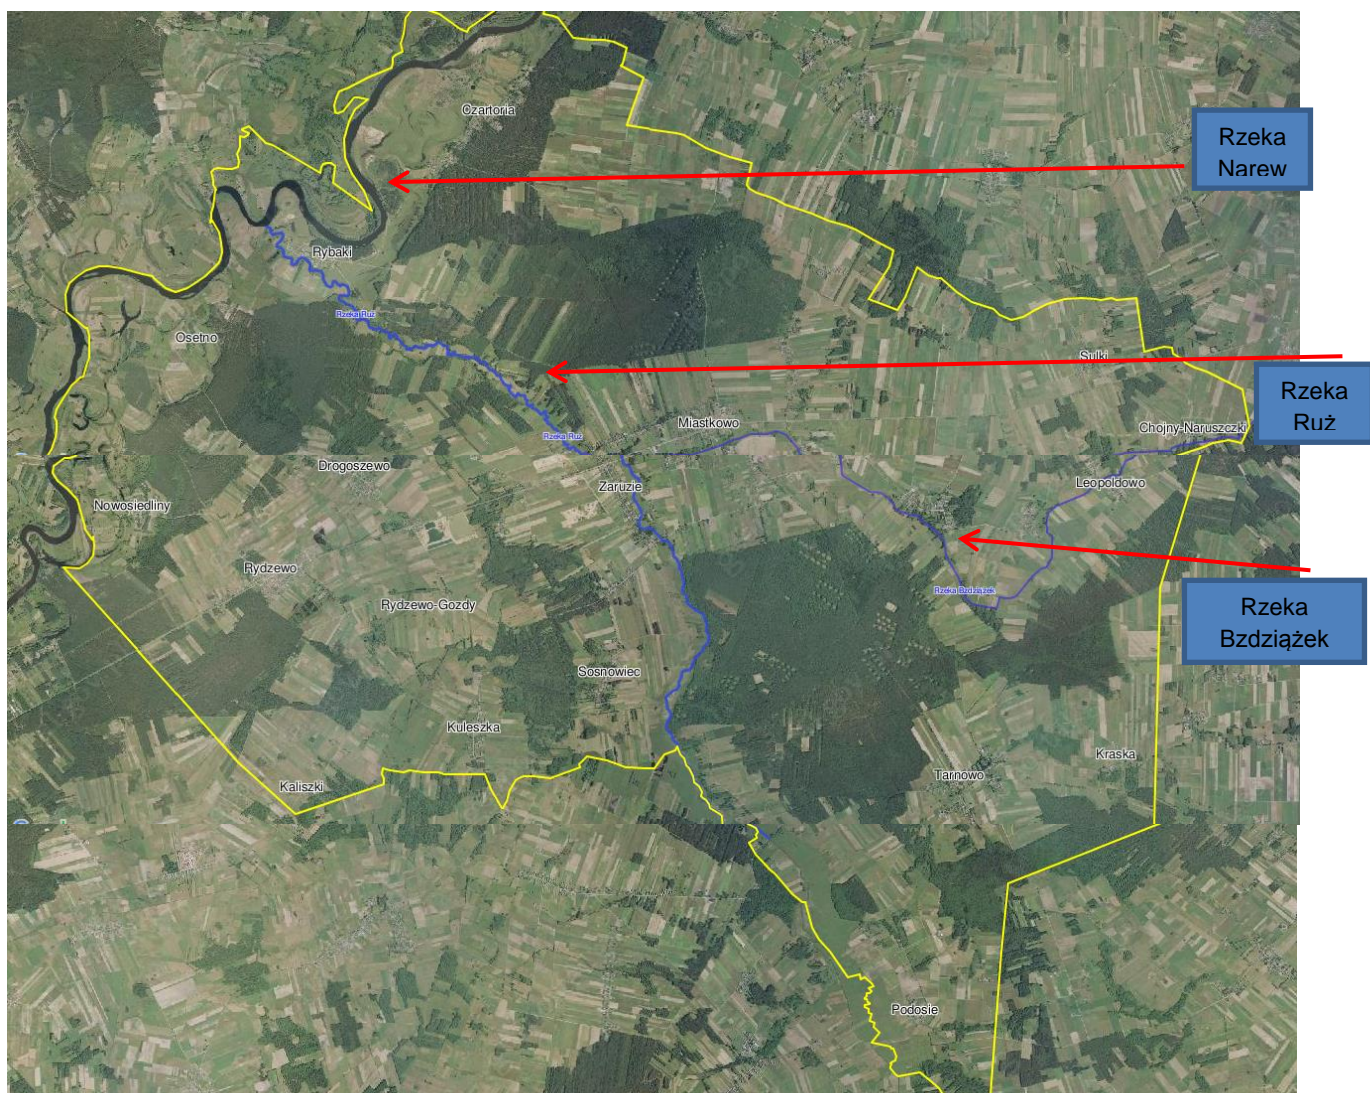 Czartoria
Rzeka
Narew
Rybaki
Rzeka Ruż
Osetno
Sulki
Rzeka
Ruż
Miastkowo
Chojny-Naruszczki
Rzeka Ruż
Drogoszewo
Zaruzie
Leopoldowo
Nowosiedliny
Rydzewo
Rzeka Bzdziążek
Rzeka
Bzdziążek
Rydzewo-Gozdy
Sosnowiec
Kuleszka
Kraska
Tarnowo
Kaliszki
Podosie